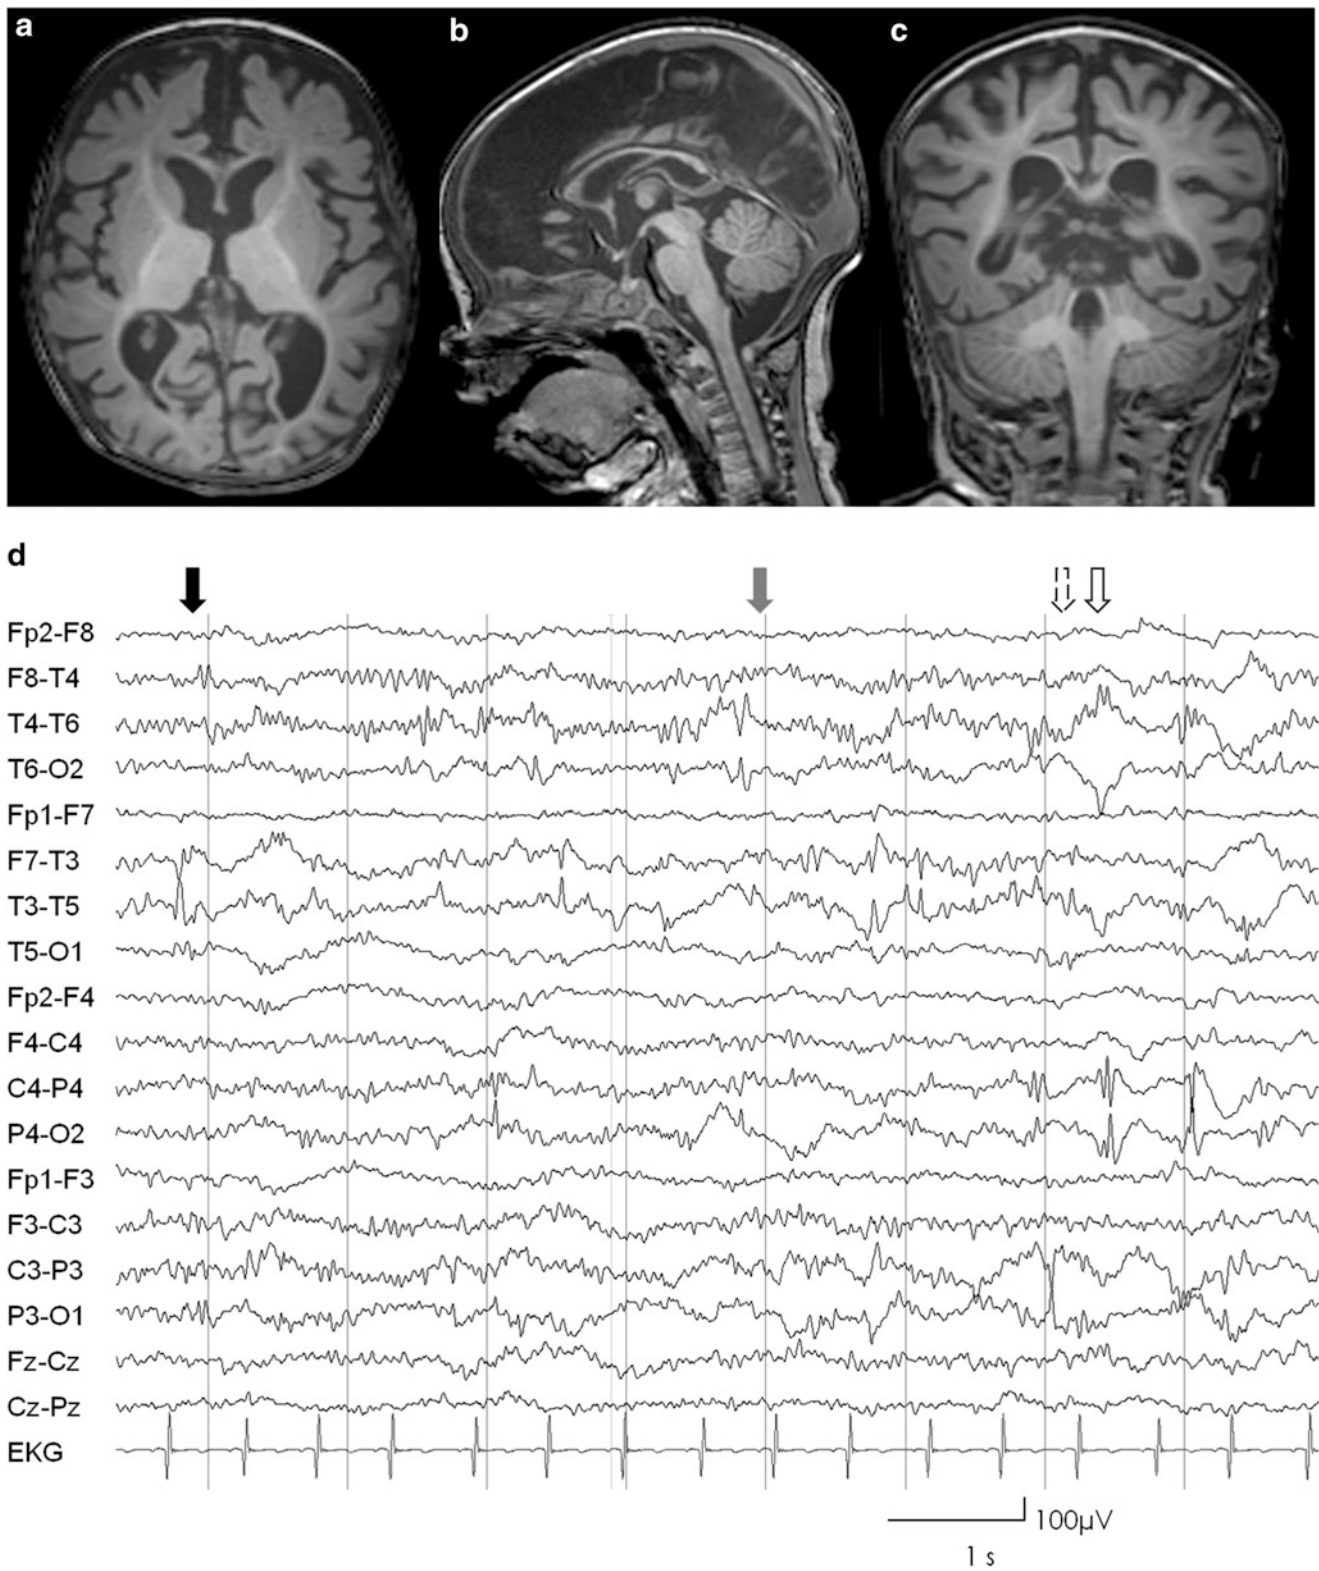 a
b
c
d
Fp2-F8
F8-T4
T4-T6
T6-O2
Fp1-F7
F7-T3
T3-T5
T5-O1
Fp2-F4
F4-C4
C4-P4
P4-O2
Fp1-F3
F3-C3
C3-P3
P3-O1
Fz-Cz
Cz-Pz
EKG
100µV
1 s